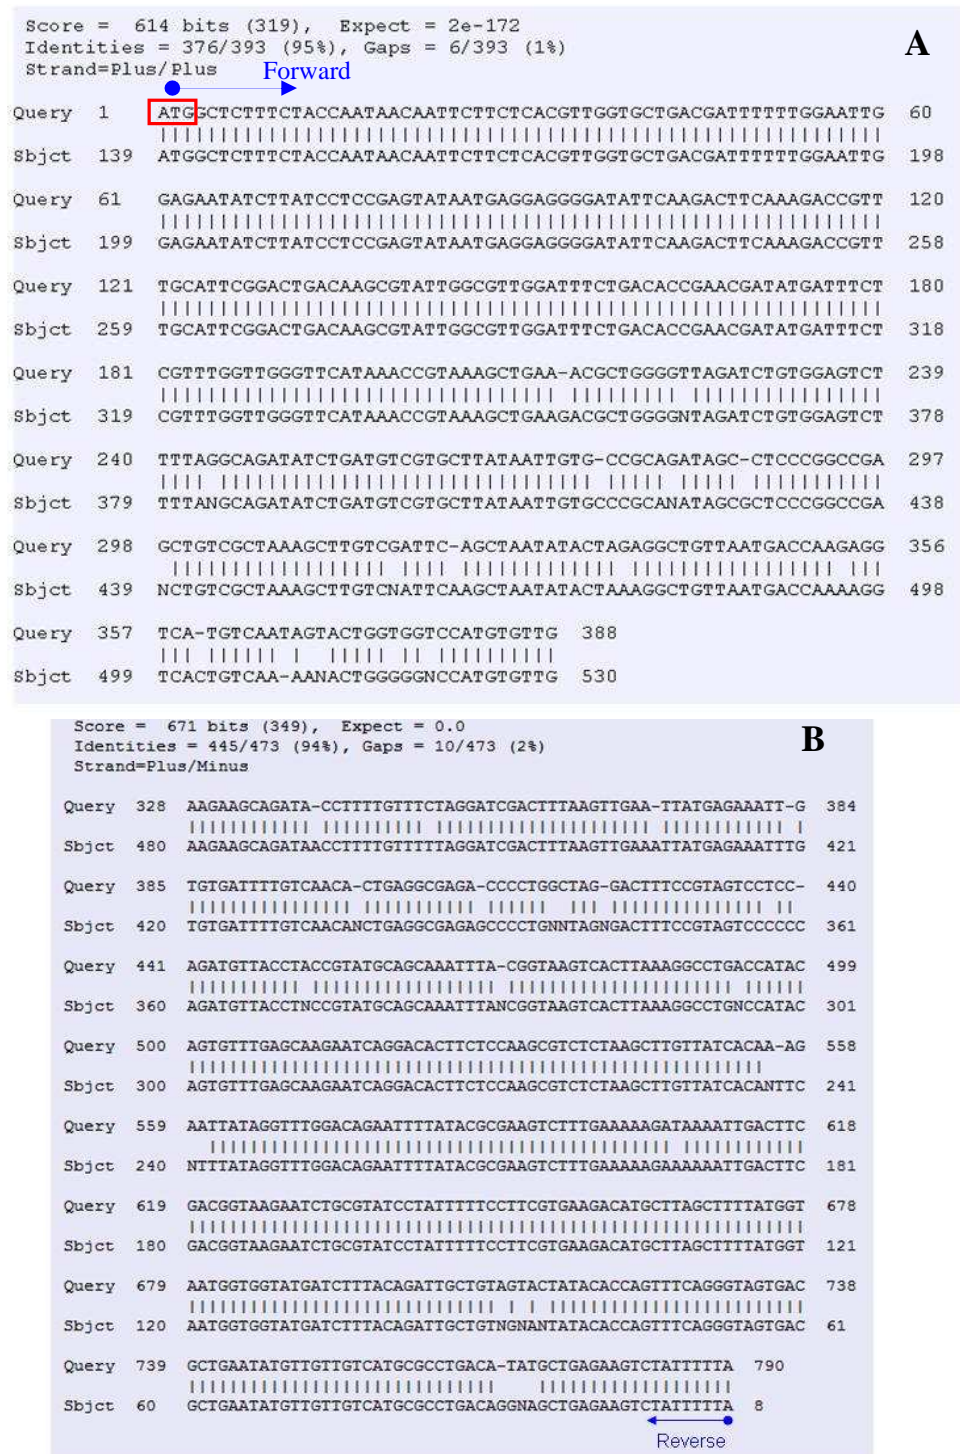 Score = 614 bits (319), Expect = 2e-172
A
Identities = 376/393 (95%), Gaps = 6/393 (1%)
Strand=Plus/Plus
Forward
Query 1 ATGGCTCTTTCTACCAATAACAATTCTTCTCACGTTGGTGCTGACGATTTTTTGGAATTG 60
||||||||||||||||||||||||||||||||||||||||||||||||||||||||||||
Sbjct 139 ATGGCTCTTTCTACCAATAACAATTCTTCTCACGTTGGTGCTGACGATTTTTTGGAATTG 198
Query 61 GAGAATATCTTATCCTCCGAGTATAATGAGGAGGGGATATTCAAGACTTCAAAGACCGTT 120
||||||||||||||||||||||||||||||||||||||||||||||||||||||||||||
Sbjct 199 GAGAATATCTTATCCTCCGAGTATAATGAGGAGGGGATATTCAAGACTTCAAAGACCGTT 258
Query 121 TGCATTCGGACTGACAAGCGTATTGGCGTTGGATTTCTGACACCGAACGATATGATTTCT 180
||||||||||||||||||||||||||||||||||||||||||||||||||||||||||||
Sbjct 259 TGCATTCGGACTGACAAGCGTATTGGCGTTGGATTTCTGACACCGAACGATATGATTTCT 318
Query 181 CGTTTGGTTGGGTTCATAAACCGTAAAGCTGAA-ACGCTGGGGTTAGATCTGTGGAGTCT 239
||||||||||||||||||||||||||||||||| ||||||||| ||||||||||||||||
Sbjct 319 CGTTTGGTTGGGTTCATAAACCGTAAAGCTGAAGACGCTGGGGNTAGATCTGTGGAGTCT 378
Query 240 TTTAGGCAGATATCTGATGTCGTGCTTATAATTGTG-CCGCAGATAGC-CTCCCGGCCGA 297
|||| ||||||||||||||||||||||||||||||| ||||| ||||| |||||||||||
Sbjct 379 TTTANGCAGATATCTGATGTCGTGCTTATAATTGTGCCCGCANATAGCGCTCCCGGCCGA 438
Query 298 GCTGTCGCTAAAGCTTGTCGATTC-AGCTAATATACTAGAGGCTGTTAATGACCAAGAGG 356
 ||||||||||||||||||| |||| ||||||||||||| ||||||||||||||||| |||
Sbjct 439 NCTGTCGCTAAAGCTTGTCNATTCAAGCTAATATACTAAAGGCTGTTAATGACCAAAAGG 498
Query 357 TCA-TGTCAATAGTACTGGTGGTCCATGTGTTG 388
||| |||||| | ||||| || ||||||||||
Sbjct 499 TCACTGTCAA-AANACTGGGGGNCCATGTGTTG 530
Score = 671 bits (349), Expect = 0.0
B
Identities = 445/473 (94%), Gaps = 10/473 (2%)
Strand=Plus/Minus
Query 328 AAGAAGCAGATA-CCTTTTGTTTCTAGGATCGACTTTAAGTTGAA-TTATGAGAAATT-G 384
|||||||||||| |||||||||| ||||||||||||||||||||| |||||||||||| |
Sbjct 480 AAGAAGCAGATAACCTTTTGTTTTTAGGATCGACTTTAAGTTGAAATTATGAGAAATTTG 421
Query 385 TGTGATTTTGTCAACA-CTGAGGCGAGA-CCCCTGGCTAG-GACTTTCCGTAGTCCTCC- 440
|||||||||||||||| ||||||||||| |||||| ||| ||||||||||||||| ||
Sbjct 420 TGTGATTTTGTCAACANCTGAGGCGAGAGCCCCTGNNTAGNGACTTTCCGTAGTCCCCCC 361
Query 441 AGATGTTACCTACCGTATGCAGCAAATTTA-CGGTAAGTCACTTAAAGGCCTGACCATAC 499
||||||||||| |||||||||||||||||| |||||||||||||||||||||| |||||||
Sbjct 360 AGATGTTACCTNCCGTATGCAGCAAATTTANCGGTAAGTCACTTAAAGGCCTGNCCATAC 301
Query 500 AGTGTTTGAGCAAGAATCAGGACACTTCTCCAAGCGTCTCTAAGCTTGTTATCACAA-AG 558
||||||||||||||||||||||||||||||||||||||||||||||||||||||||
Sbjct 300 AGTGTTTGAGCAAGAATCAGGACACTTCTCCAAGCGTCTCTAAGCTTGTTATCACANTTC 241
Query 559 AATTATAGGTTTGGACAGAATTTTATACGCGAAGTCTTTGAAAAAGATAAAATTGACTTC 618
||||||||||||||||||||||||||||||||||||||||||||| ||||||||||||
Sbjct 240 NTTTATAGGTTTGGACAGAATTTTATACGCGAAGTCTTTGAAAAAGAAAAAATTGACTTC 181
Query 619 GACGGTAAGAATCTGCGTATCCTATTTTTCCTTCGTGAAGACATGCTTAGCTTTTATGGT 678
||||||||||||||||||||||||||||||||||||||||||||||||||||||||||||
Sbjct 180 GACGGTAAGAATCTGCGTATCCTATTTTTCCTTCGTGAAGACATGCTTAGCTTTTATGGT 121
Query 679 AATGGTGGTATGATCTTTACAGATTGCTGTAGTACTATACACCAGTTTCAGGGTAGTGAC 738
|||||||||||||||||||||||||||||| | | |||||||||||||||||||||||||
Sbjct 120 AATGGTGGTATGATCTTTACAGATTGCTGTNGNANTATACACCAGTTTCAGGGTAGTGAC 61
Query 739 GCTGAATATGTTGTTGTCATGCGCCTGACA-TATGCTGAGAAGTCTATTTTTA 790
|||||||||||||||||||||||||||||| |||||||||||||||||||
Sbjct 60 GCTGAATATGTTGTTGTCATGCGCCTGACAGGNAGCTGAGAAGTCTATTTTTA 8
Reverse